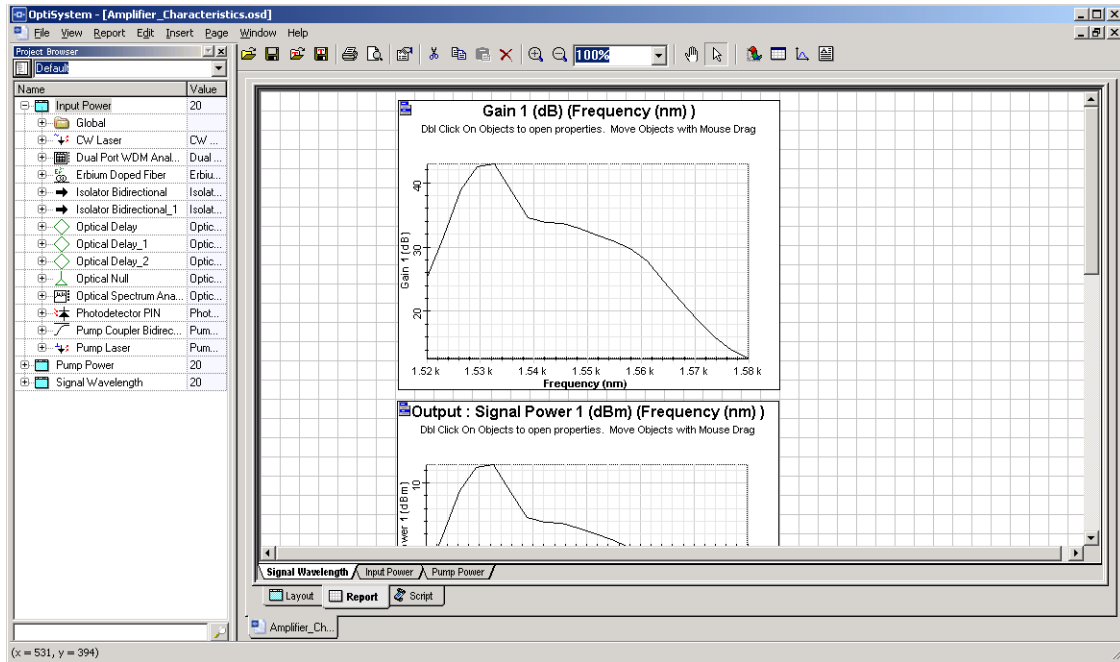 OptiSystem - [Amplifier_Characteristics.osd]
File View Report Edit Insert Page Window Help
Project Browser
100%
Default
Name Value
Input Power 20
Global
CW Laser CW ...
Dual Port WDM Anal... Dual ...
Erbium Doped Fiber Erbiu...
Isolator Bidirectional Isolat...
Isolator Bidirectional_1 Isolat...
Optical Delay Optic...
Optical Delay_1 Optic...
Optical Delay_2 Optic...
Optical Null Optic...
Optical Spectrum Ana... Optic...
Photodetector PIN Phot...
Pump Coupler Bidirec... Pum...
Pump Laser Pum...
Pump Power 20
Signal Wavelength 20
Gain 1 (dB) (Frequency (nm) )
Dbl Click On Objects to open properties. Move Objects with Mouse Drag
Gain 1 (dB)
40
30
20
1.52 k 1.53 k 1.54 k 1.55 k 1.56 k 1.57 k 1.58 k
Frequency (nm)
Output : Signal Power 1 (dBm) (Frequency (nm) )
Dbl Click On Objects to open properties. Move Objects with Mouse Drag
ower 1 (dBm)
10
Signal Wavelength Input Power Pump Power
Layout Report Script
Amplifier_Ch...
(x = 531, y = 394)